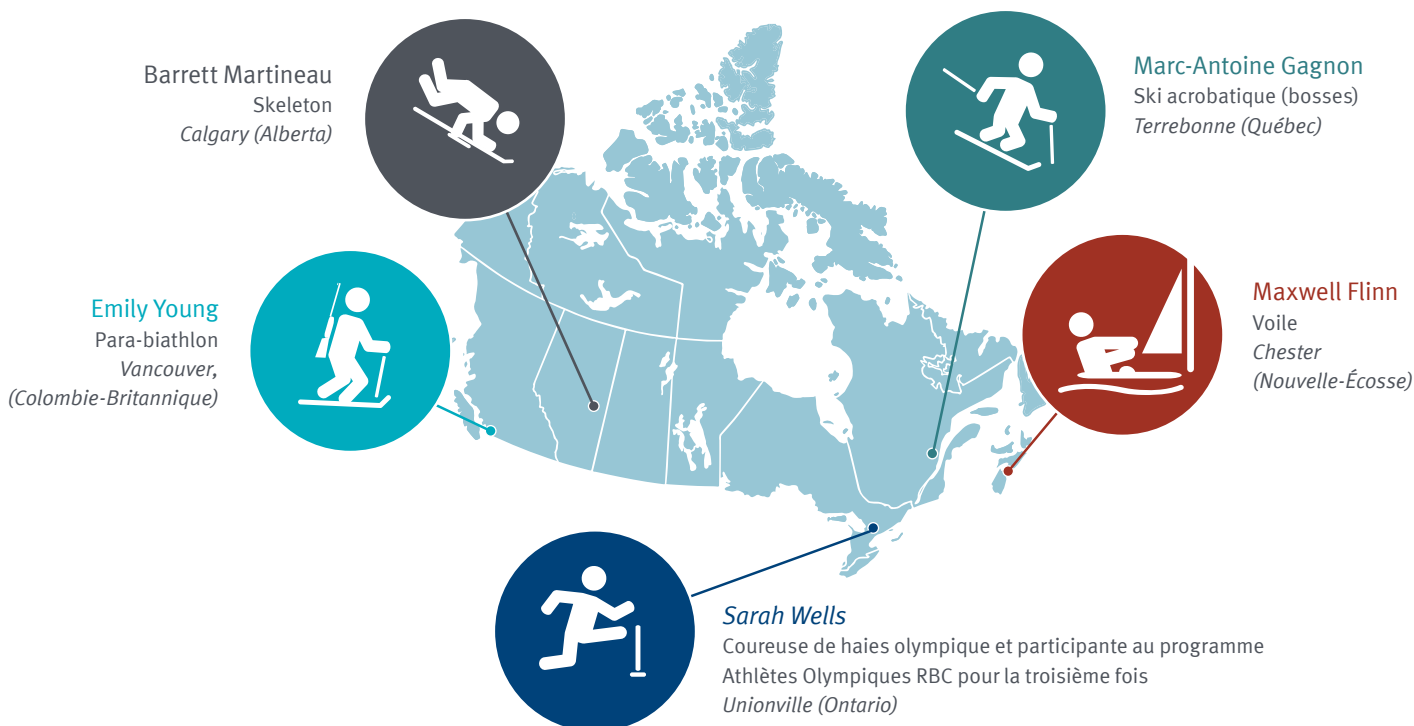 Barrett Martineau
Skeleton
Calgary (Alberta)
Marc-Antoine Gagnon
Ski acrobatique (bosses)
Terrebonne (Québec)
Emily Young
Para-biathlon
Vancouver,
(Colombie-Britannique)
Maxwell Flinn
Voile
Chester
(Nouvelle-Écosse)
Sarah Wells
Coureuse de haies olympique et participante au programme
Athlètes Olympiques RBC pour la troisième fois
Unionville (Ontario)